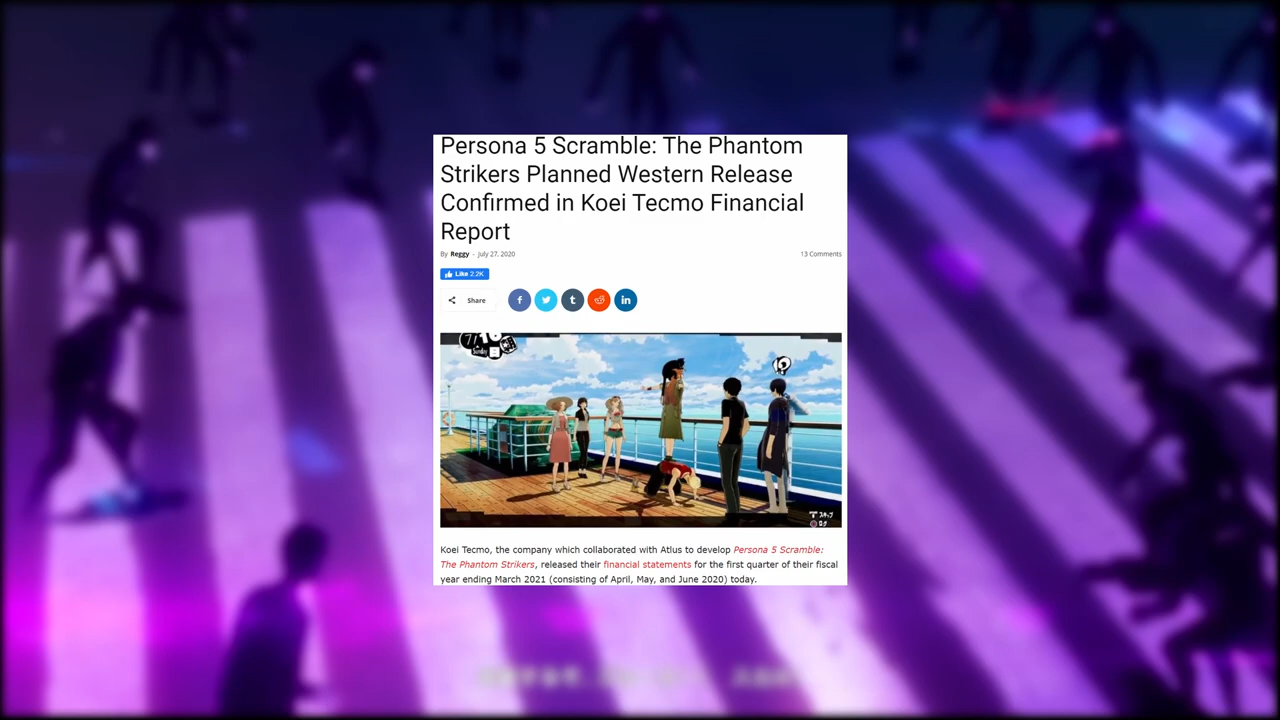 Persona 5 Scramble: The Phantom
Strikers Planned Western Release
Confirmed in Koei Tecmo Financial
Report
By Reggy - July 27, 2020
13 Comments
Like 2.2K
Share
Koei Tecmo, the company which collaborated with Atlus to develop Persona 5 Scramble:
The Phantom Strikers, released their financial statements for the first quarter of their fiscal
year ending March 2021 (consisting of April, May, and June 2020) today.